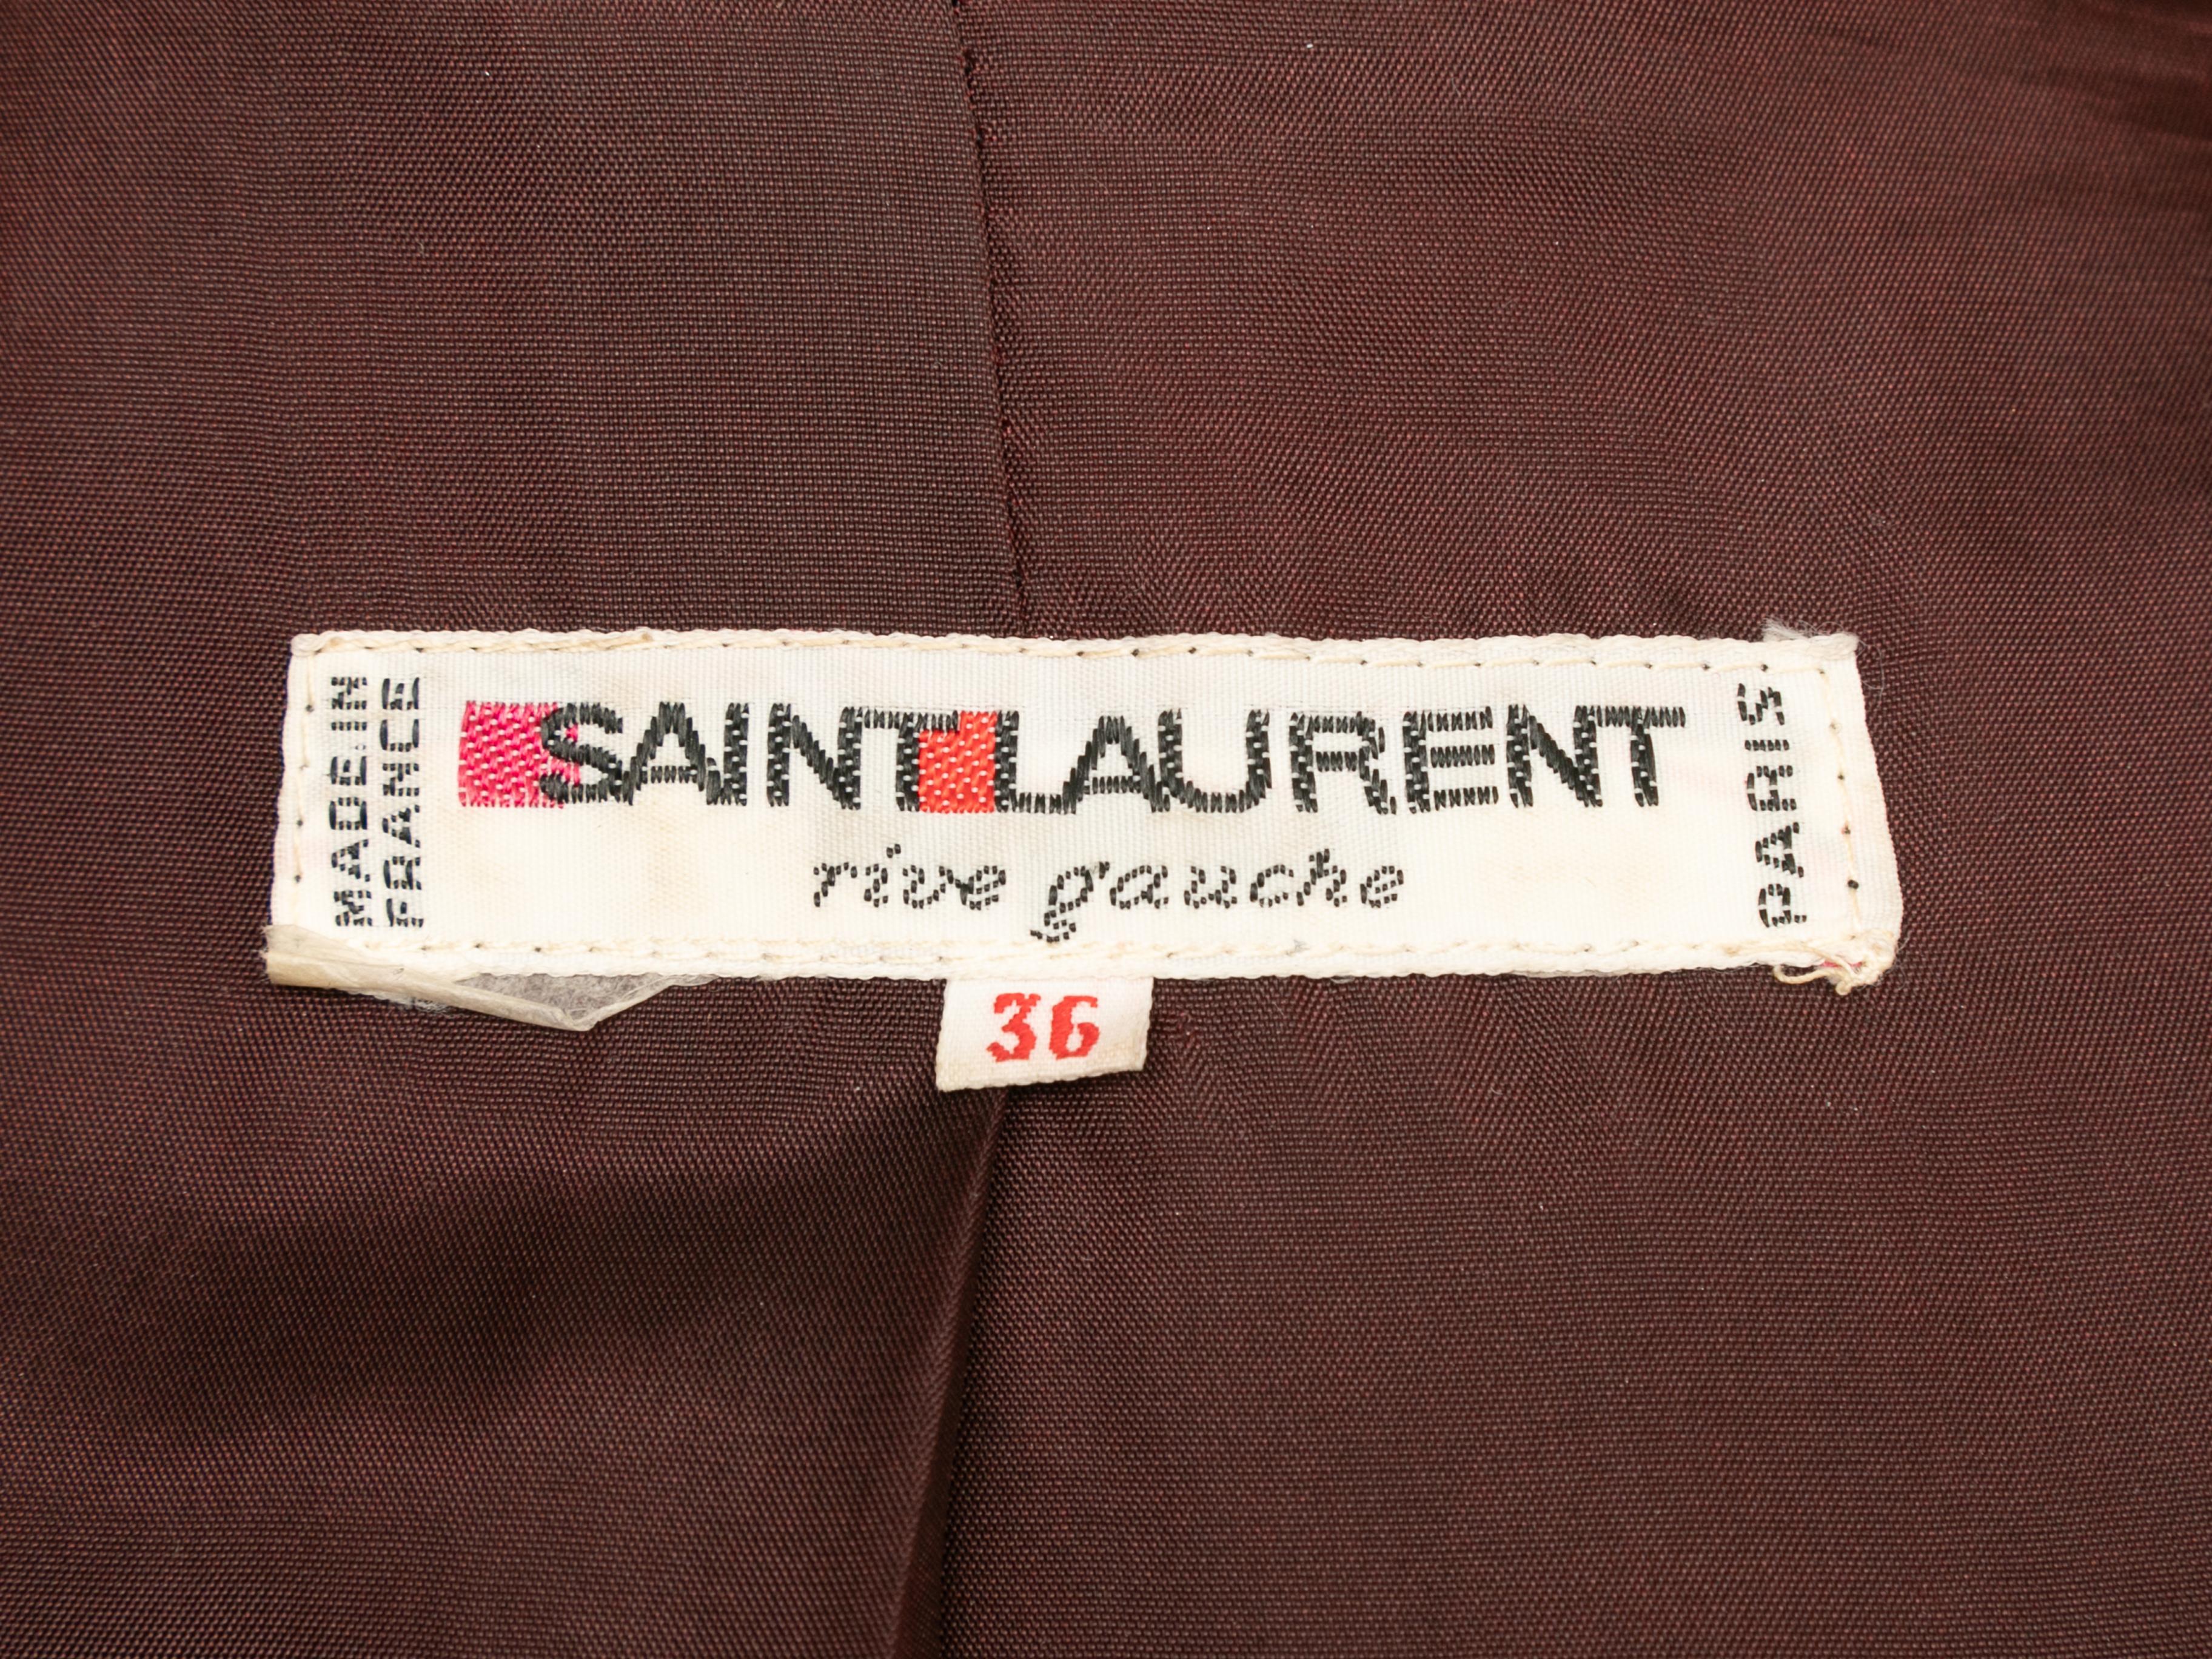 MADE IN
FRANCE
SAINT LAURENT
rive gauche
PARIS
36